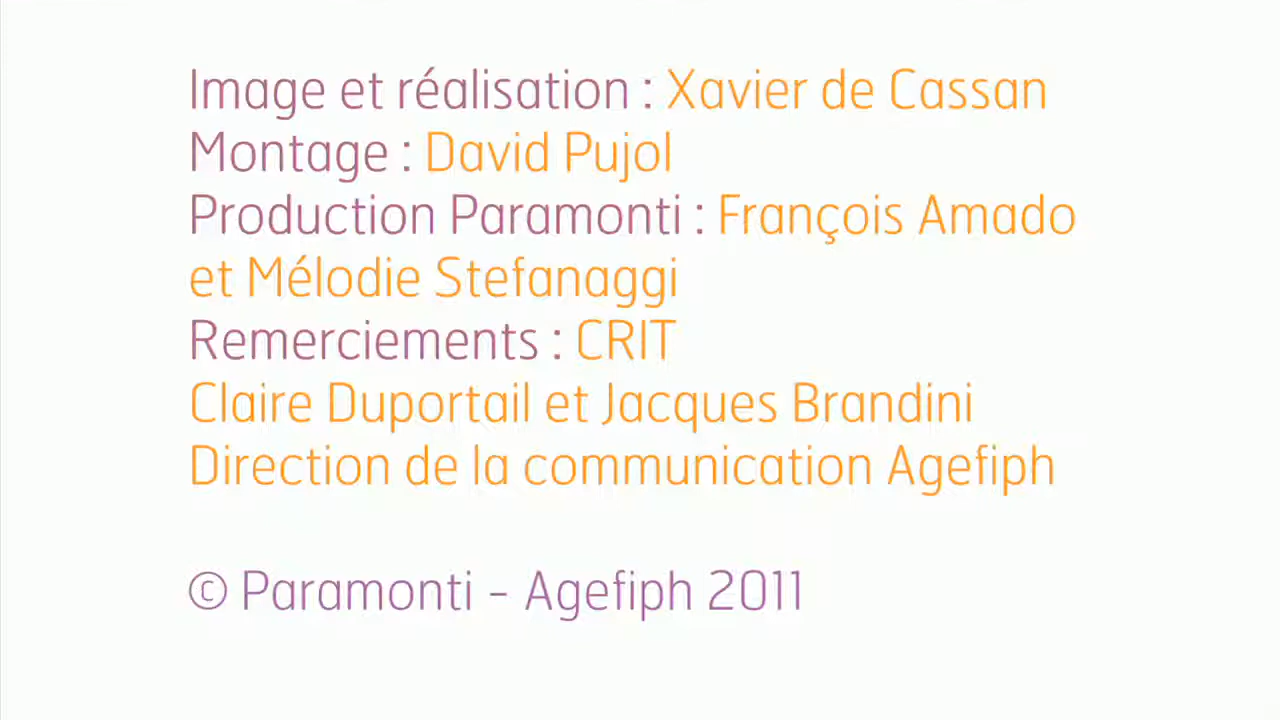 Image et réalisation : Xavier de Cassan
Montage : David Pujol
Production Paramonti : François Amado
et Mélodie Stefanaggi
Remerciements : CRIT
Claire Duportail et Jacques Brandini
Direction de la communication Agefiph
© Paramonti - Agefiph 2011